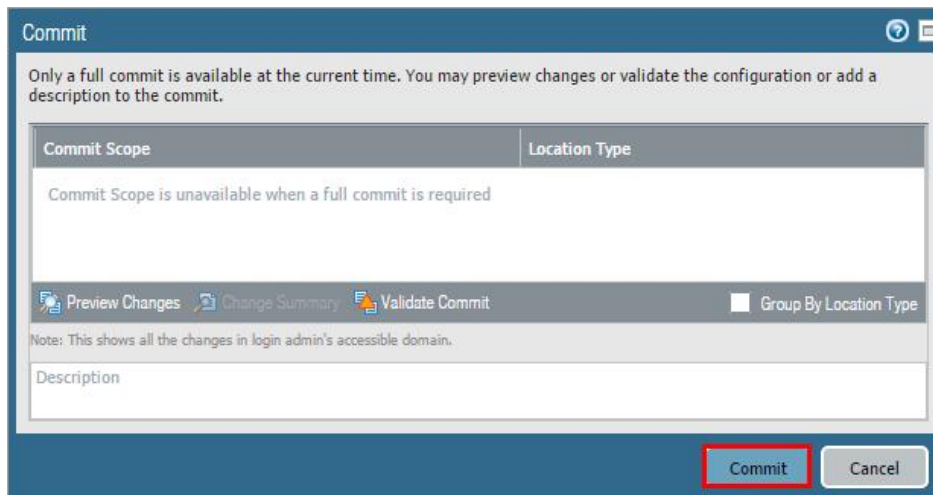 Commit
Only a full commit is available at the current time. You may preview changes or validate the configuration or add a
description to the commit.
Commit Scope
Location Type
Commit Scope is unavailable when a full commit is required
Preview Changes
Change Summary
Validate Commit
Group By Location Type
Note: This shows all the changes in login admin's accessible domain.
Description
Commit
Cancel